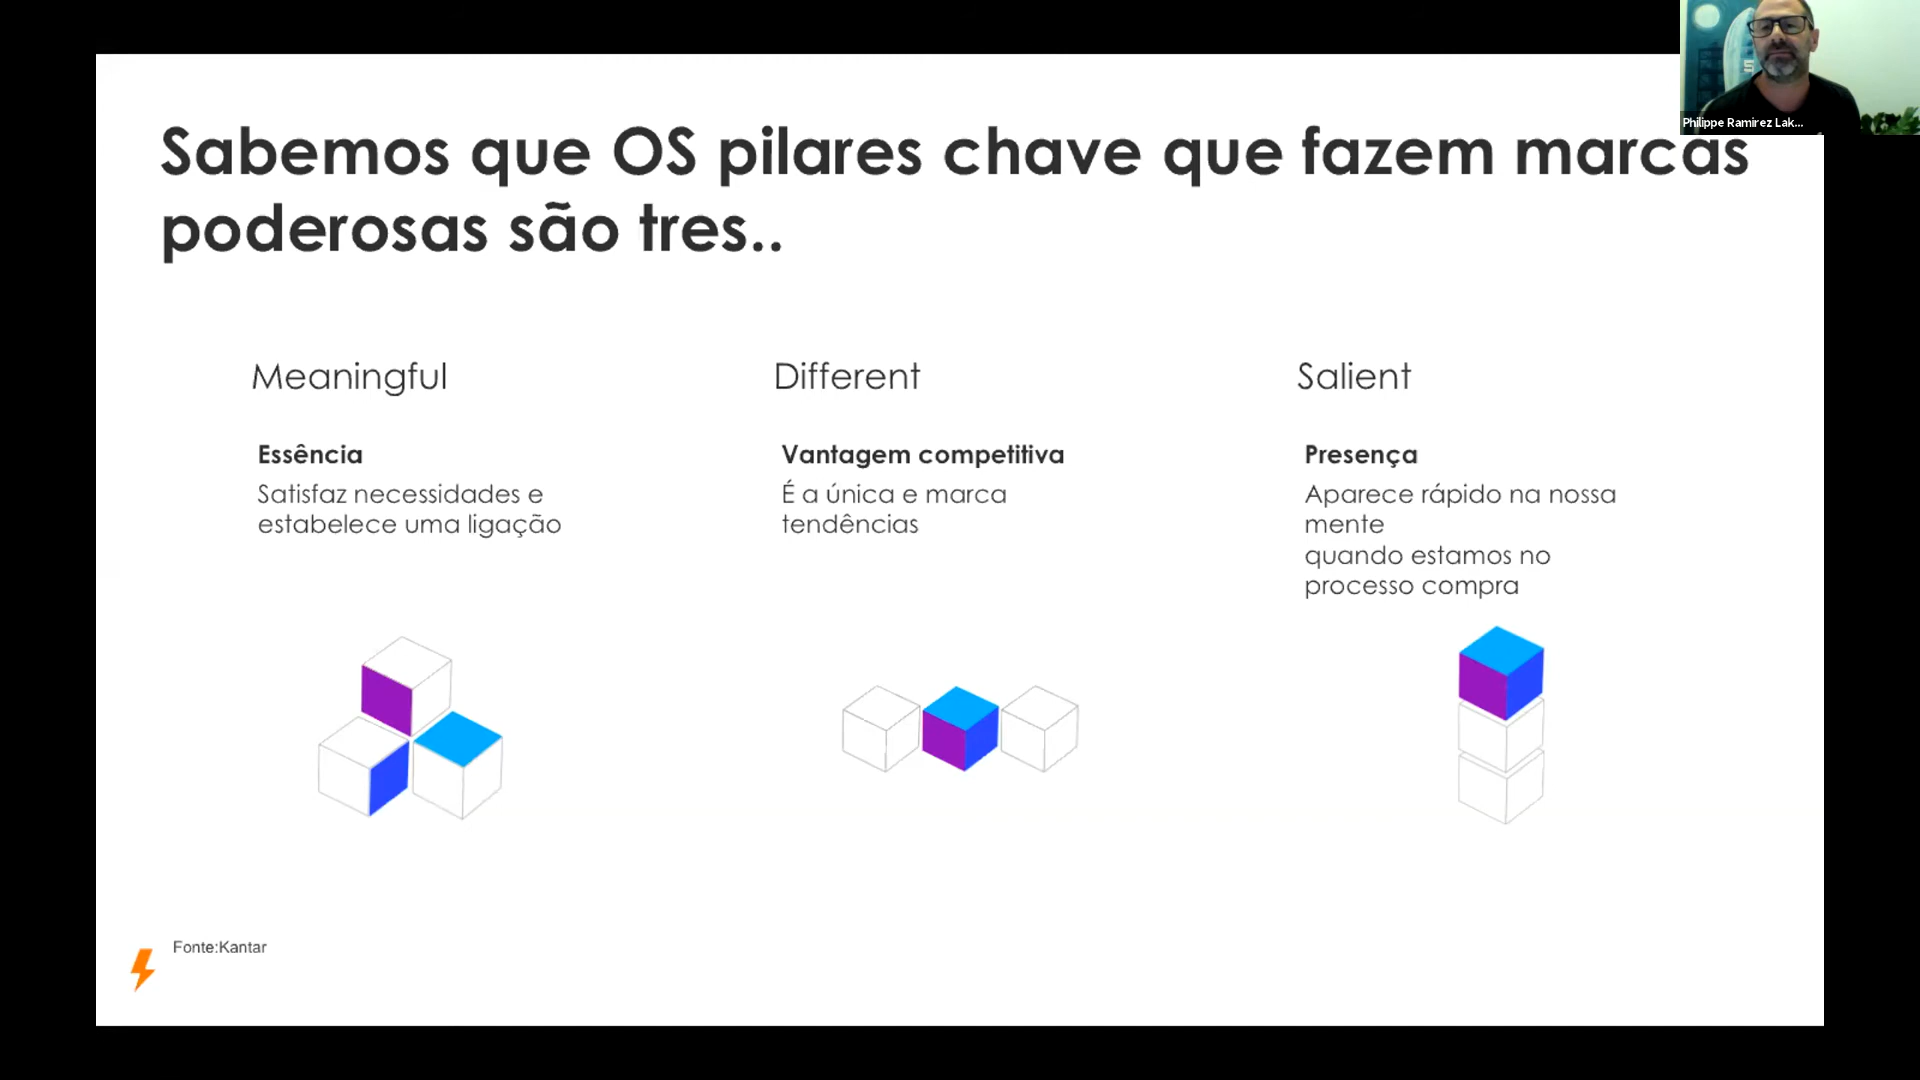 Philippe Ramirez Lak...
Sabemos que OS pilares chave que fazem marcas
poderosas são tres..
Meaningful
Essência
Satisfaz necessidades e
estabelece uma ligação
Different
Vantagem competitiva
É a única e marca
tendências
Salient
Presença
Aparece rápido na nossa
mente
quando estamos no
processo compra
Fonte:Kantar